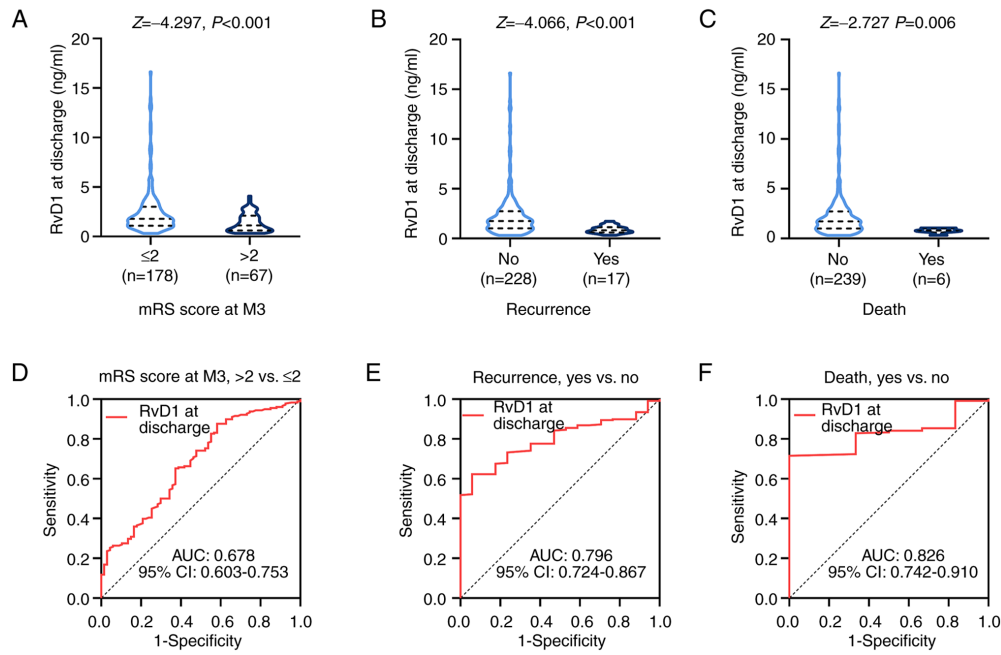 A
Z=−4.297, P<0.001
RvD1 at discharge (ng/ml)
20
15
10
5
0
≤2
(n=178)
>2
(n=67)
mRS score at M3
B
Z=−4.066, P<0.001
RvD1 at discharge (ng/ml)
20
15
10
5
0
No
(n=228)
Yes
(n=17)
Recurrence
C
Z=−2.727 P=0.006
RvD1 at discharge (ng/ml)
20
15
10
5
0
No
(n=239)
Yes
(n=6)
Death
D
mRS score at M3, >2 vs. ≤2
RvD1 at
discharge
Sensitivity
1.0
0.8
0.6
0.4
0.2
0.0
AUC: 0.678
95% CI: 0.603-0.753
0.0 0.2 0.4 0.6 0.8 1.0
1-Specificity
E
Recurrence, yes vs. no
RvD1 at
discharge
Sensitivity
1.0
0.8
0.6
0.4
0.2
0.0
AUC: 0.796
95% CI: 0.724-0.867
0.0 0.2 0.4 0.6 0.8 1.0
1-Specificity
F
Death, yes vs. no
RvD1 at
discharge
Sensitivity
1.0
0.8
0.6
0.4
0.2
0.0
AUC: 0.826
95% CI: 0.742-0.910
0.0 0.2 0.4 0.6 0.8 1.0
1-Specificity